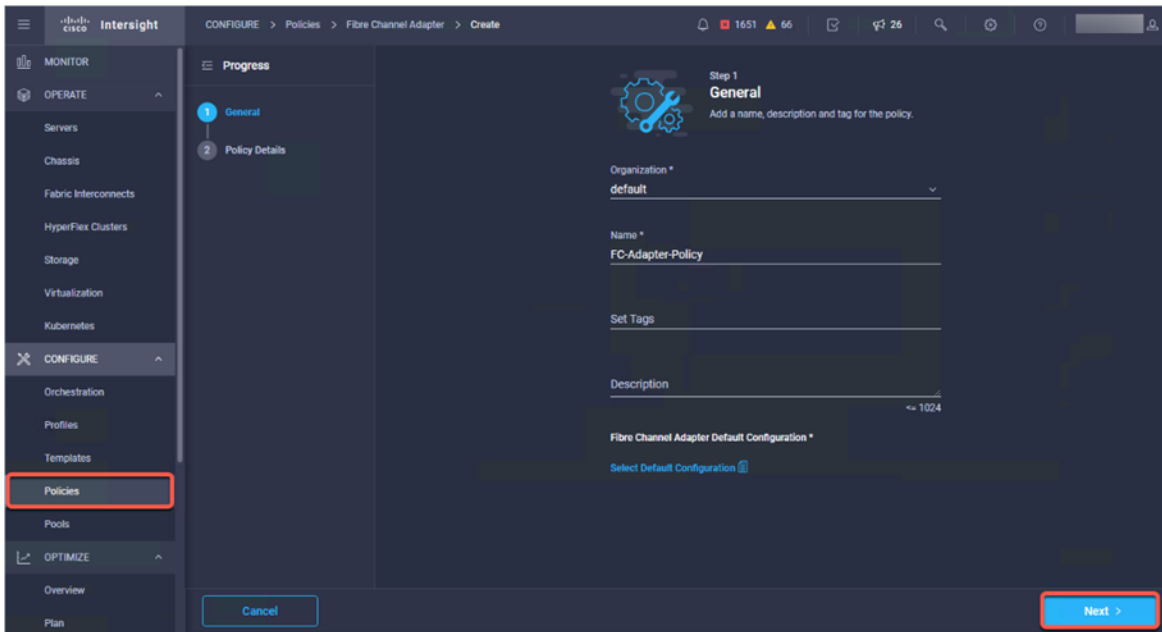 cisco Intersight
CONFIGURE > Policies > Fibre Channel Adapter > Create
1651 66 26
MONITOR
OPERATE
Servers
Chassis
Fabric Interconnects
HyperFlex Clusters
Storage
Virtualization
Kubernetes
CONFIGURE
Orchestration
Profiles
Templates
Policies
Pools
OPTIMIZE
Overview
Plan
Progress
1 General
2 Policy Details
Step 1
General
Add a name, description and tag for the policy.
Organization *
default
Name *
FC-Adapter-Policy
Set Tags
Description
<= 1024
Fibre Channel Adapter Default Configuration *
Select Default Configuration
Cancel
Next >